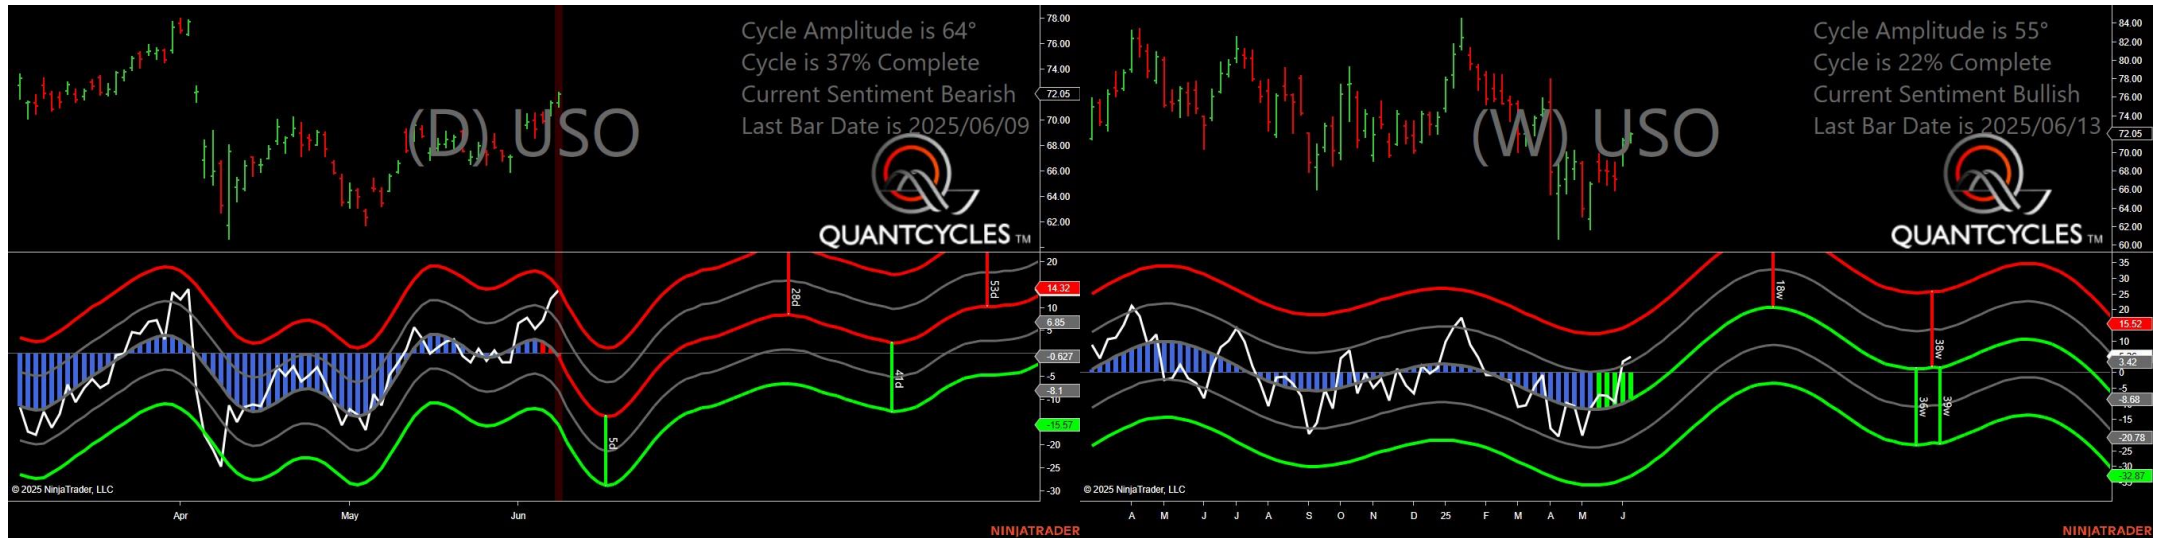 Cycle Amplitude is 64°
Cycle is 37% Complete
Current Sentiment Bearish
Last Bar Date is 2025/06/09
(D) USO
QUANTCYCLES TM
78.00
76.00
74.00
72.05
70.00
68.00
66.00
64.00
62.00
20
14.32
10
6.85
5
-0.627
-5
-8.1
-10
-15.57
-20
-25
-30
5d
28d
41d
53d
© 2025 NinjaTrader, LLC
Apr May Jun
NINJATRADER
Cycle Amplitude is 55°
Cycle is 22% Complete
Current Sentiment Bullish
Last Bar Date is 2025/06/13
(W) USO
QUANTCYCLES TM
84.00
82.00
80.00
78.00
76.00
74.00
72.05
70.00
68.00
66.00
64.00
62.00
60.00
35
30
25
20
15.52
10
3.42
0
-5
-8.68
-15
-20.78
-25
-30
-32.87
18w
38w
36w
39w
© 2025 NinjaTrader, LLC
A M J J A S O N D 25 F M A M J
NINJATRADER